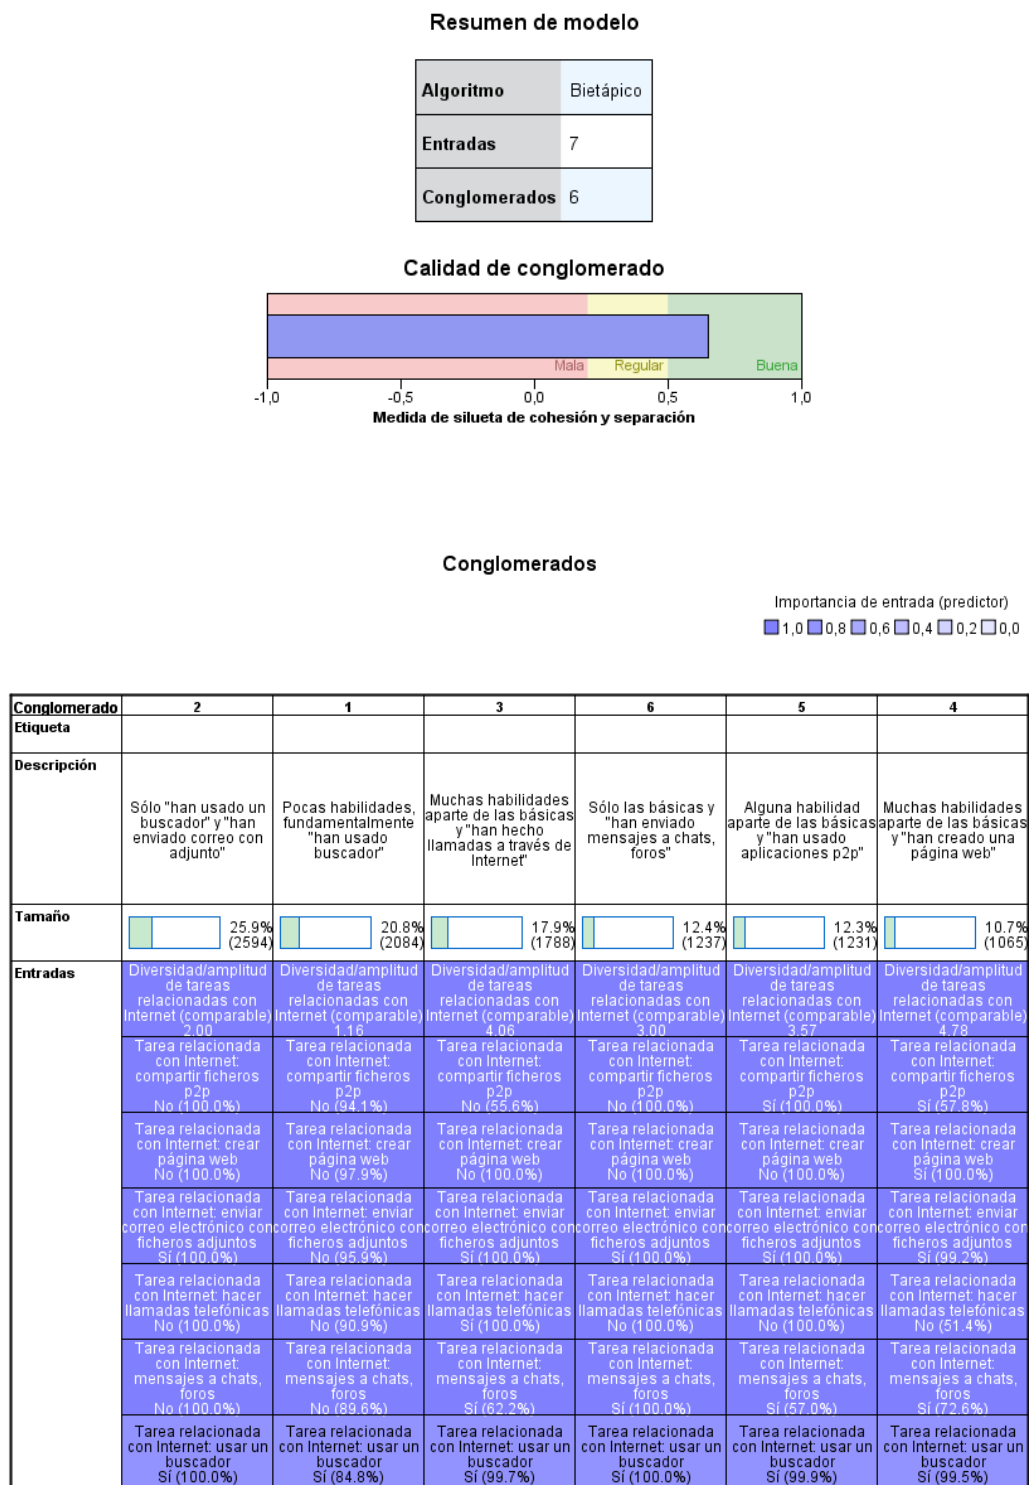 Resumen de modelo
Algoritmo Bietápico
Entradas 7
Conglomerados 6
Calidad de conglomerado
Mala Regular Buena
-1,0 -0,5 0,0 0,5 1,0
Medida de silueta de cohesión y separación
Conglomerados
Importancia de entrada (predictor)
1,0 0,8 0,6 0,4 0,2 0,0
Conglomerado 2 1 3 6 5 4
Etiqueta
Descripción
Sólo "han usado un
buscador" y "han
enviado correo con
adjunto"
Pocas habilidades,
fundamentalmente
"han usado
buscador"
Muchas habilidades
aparte de las básicas
y "han hecho
llamadas a través de
Internet"
Sólo las básicas y
"han enviado
mensajes a chats,
foros"
Alguna habilidad
aparte de las básicas
y "han usado
aplicaciones p2p"
Muchas habilidades
aparte de las básicas
y "han creado una
página web"
Tamaño
25.9%
(2594)
20.8%
(2084)
17.9%
(1788)
12.4%
(1237)
12.3%
(1231)
10.7%
(1065)
Entradas
Diversidad/amplitud
de tareas
relacionadas con
Internet (comparable)
2.00
Diversidad/amplitud
de tareas
relacionadas con
Internet (comparable)
1.16
Diversidad/amplitud
de tareas
relacionadas con
Internet (comparable)
4.06
Diversidad/amplitud
de tareas
relacionadas con
Internet (comparable)
3.00
Diversidad/amplitud
de tareas
relacionadas con
Internet (comparable)
3.57
Diversidad/amplitud
de tareas
relacionadas con
Internet (comparable)
4.78
Tarea relacionada
con Internet:
compartir ficheros
p2p
No (100.0%)
Tarea relacionada
con Internet:
compartir ficheros
p2p
No (94.1%)
Tarea relacionada
con Internet:
compartir ficheros
p2p
No (55.6%)
Tarea relacionada
con Internet:
compartir ficheros
p2p
No (100.0%)
Tarea relacionada
con Internet:
compartir ficheros
p2p
Sí (100.0%)
Tarea relacionada
con Internet:
compartir ficheros
p2p
Sí (57.8%)
Tarea relacionada
con Internet: crear
página web
No (100.0%)
Tarea relacionada
con Internet: crear
página web
No (97.9%)
Tarea relacionada
con Internet: crear
página web
No (100.0%)
Tarea relacionada
con Internet: crear
página web
No (100.0%)
Tarea relacionada
con Internet: crear
página web
No (100.0%)
Tarea relacionada
con Internet: crear
página web
Sí (100.0%)
Tarea relacionada
con Internet: enviar
correo electrónico con
ficheros adjuntos
Sí (100.0%)
Tarea relacionada
con Internet: enviar
correo electrónico con
ficheros adjuntos
No (95.9%)
Tarea relacionada
con Internet: enviar
correo electrónico con
ficheros adjuntos
Sí (100.0%)
Tarea relacionada
con Internet: enviar
correo electrónico con
ficheros adjuntos
Sí (100.0%)
Tarea relacionada
con Internet: enviar
correo electrónico con
ficheros adjuntos
Sí (100.0%)
Tarea relacionada
con Internet: enviar
correo electrónico con
ficheros adjuntos
Sí (99.2%)
Tarea relacionada
con Internet: hacer
llamadas telefónicas
No (100.0%)
Tarea relacionada
con Internet: hacer
llamadas telefónicas
No (90.9%)
Tarea relacionada
con Internet: hacer
llamadas telefónicas
Sí (100.0%)
Tarea relacionada
con Internet: hacer
llamadas telefónicas
No (100.0%)
Tarea relacionada
con Internet: hacer
llamadas telefónicas
No (100.0%)
Tarea relacionada
con Internet: hacer
llamadas telefónicas
No (51.4%)
Tarea relacionada
con Internet:
mensajes a chats,
foros
No (100.0%)
Tarea relacionada
con Internet:
mensajes a chats,
foros
No (89.6%)
Tarea relacionada
con Internet:
mensajes a chats,
foros
Sí (62.2%)
Tarea relacionada
con Internet:
mensajes a chats,
foros
Sí (100.0%)
Tarea relacionada
con Internet:
mensajes a chats,
foros
Sí (57.0%)
Tarea relacionada
con Internet:
mensajes a chats,
foros
Sí (72.6%)
Tarea relacionada
con Internet: usar un
buscador
Sí (100.0%)
Tarea relacionada
con Internet: usar un
buscador
Sí (84.8%)
Tarea relacionada
con Internet: usar un
buscador
Sí (99.7%)
Tarea relacionada
con Internet: usar un
buscador
Sí (100.0%)
Tarea relacionada
con Internet: usar un
buscador
Sí (99.9%)
Tarea relacionada
con Internet: usar un
buscador
Sí (99.5%)